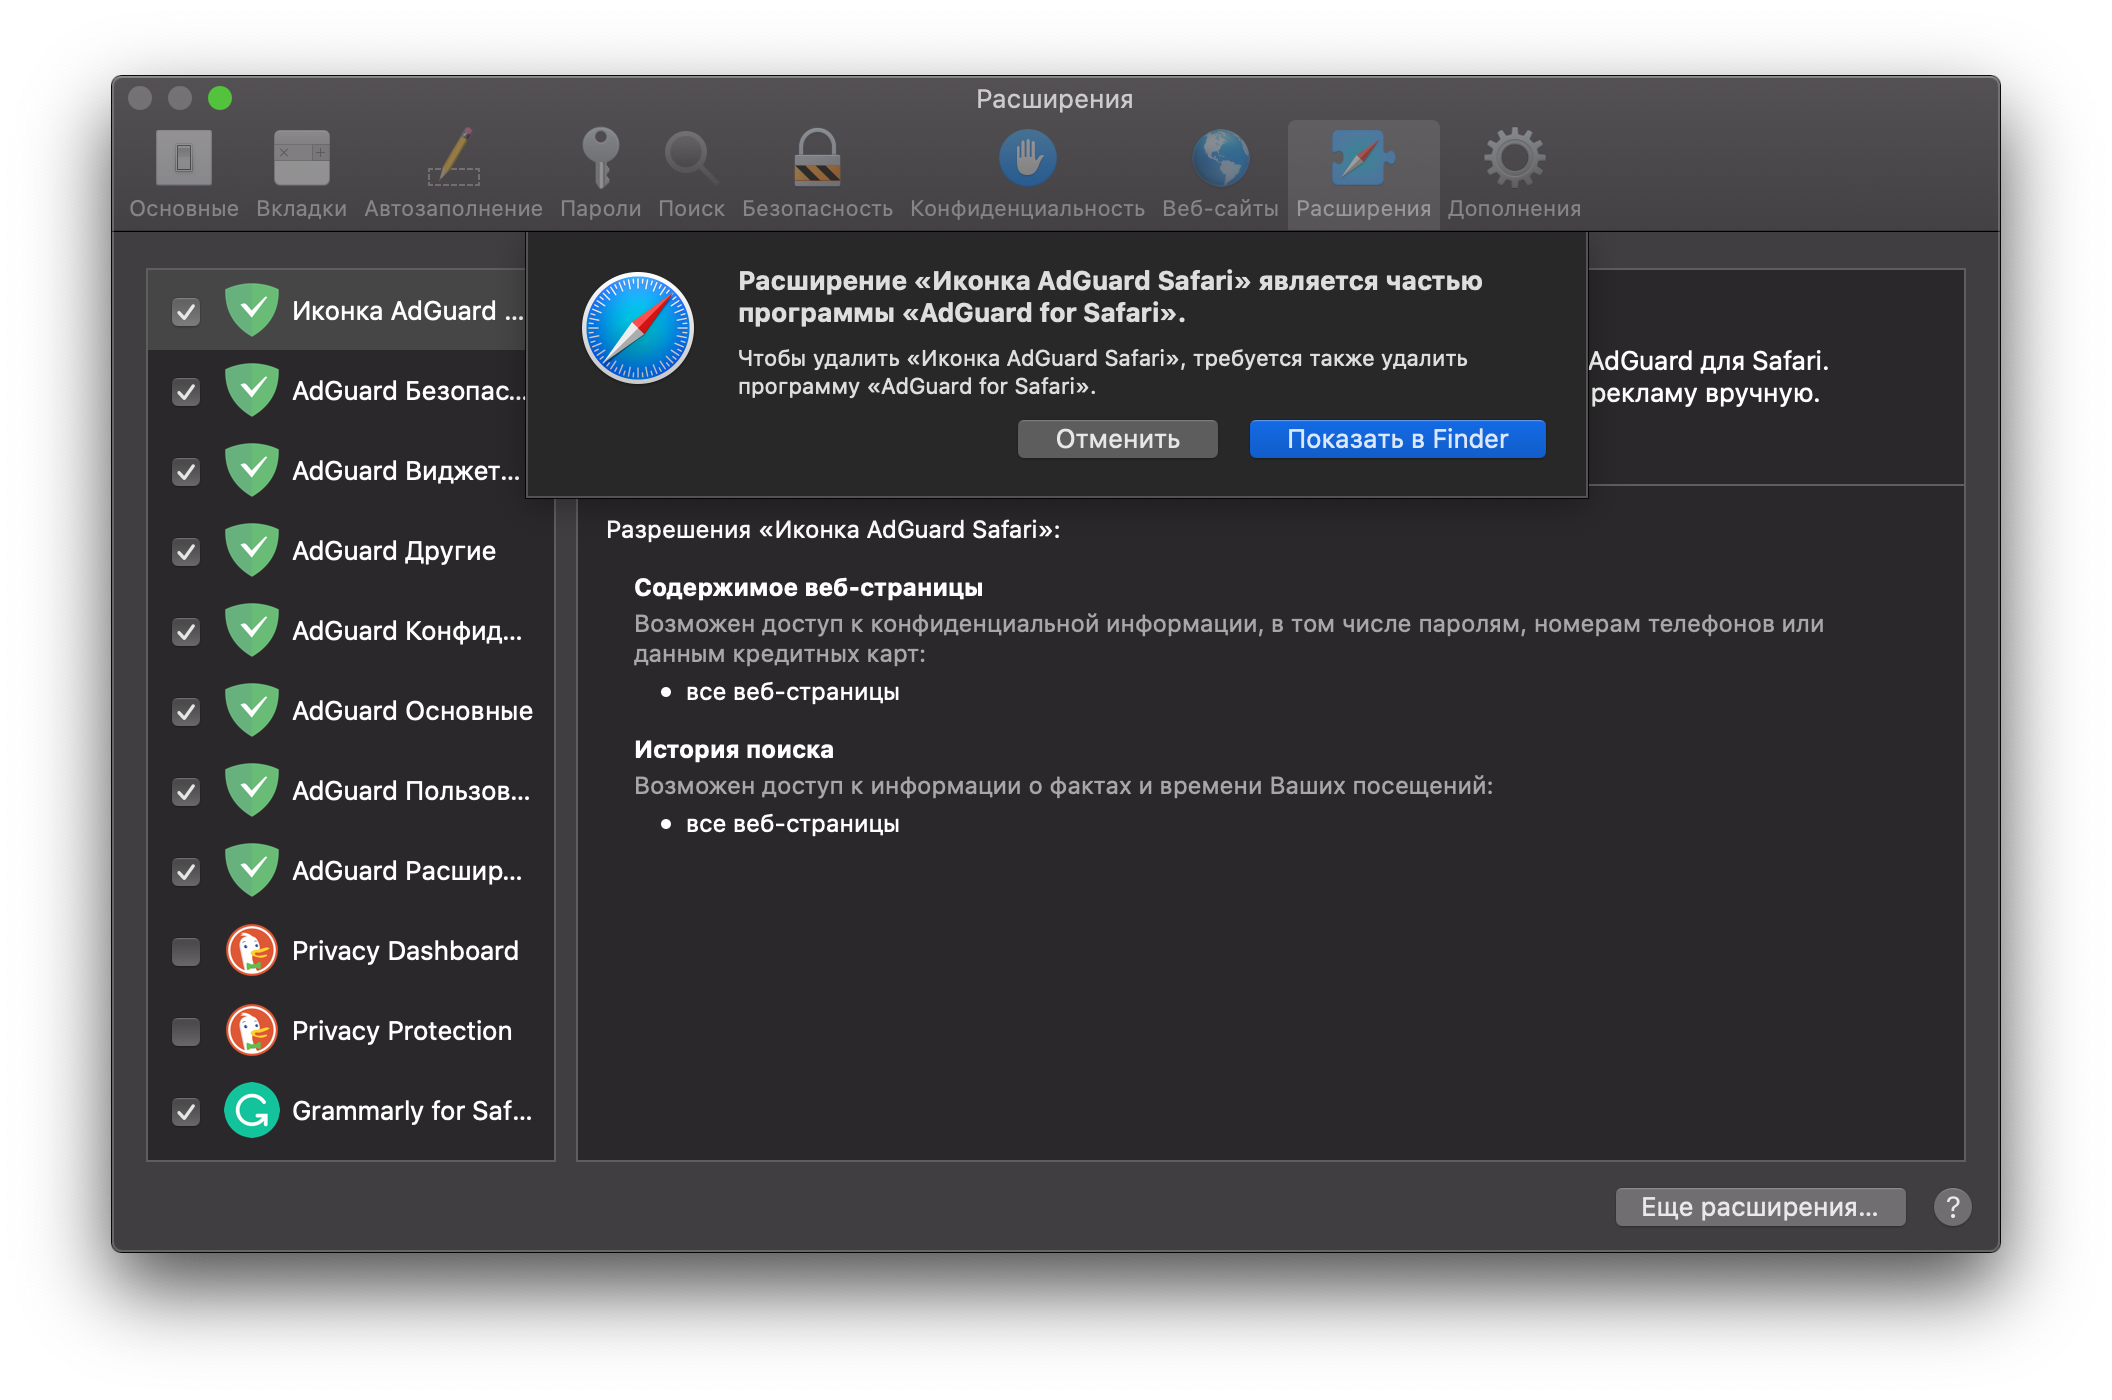 Расширения
Основные
Вкладки
Автозаполнение
Пароли
Поиск
Безопасность
Конфиденциальность
Веб-сайты
Расширения
Дополнения
Расширение «Иконка AdGuard Safari» является частью
программы «AdGuard for Safari».
Чтобы удалить «Иконка AdGuard Safari», требуется также удалить
программу «AdGuard for Safari».
Отменить
Показать в Finder
Иконка AdGuard ...
AdGuard Безопас...
AdGuard Виджет...
AdGuard Другие
AdGuard Конфид...
AdGuard Основные
AdGuard Пользов...
AdGuard Расшир...
Privacy Dashboard
Privacy Protection
Grammarly for Saf...
AdGuard для Safari.
рекламу вручную.
Разрешения «Иконка AdGuard Safari»:
Содержимое веб-страницы
Возможен доступ к конфиденциальной информации, в том числе паролям, номерам телефонов или
данным кредитных карт:
• все веб-страницы
История поиска
Возможен доступ к информации о фактах и времени Ваших посещений:
• все веб-страницы
Еще расширения...
?